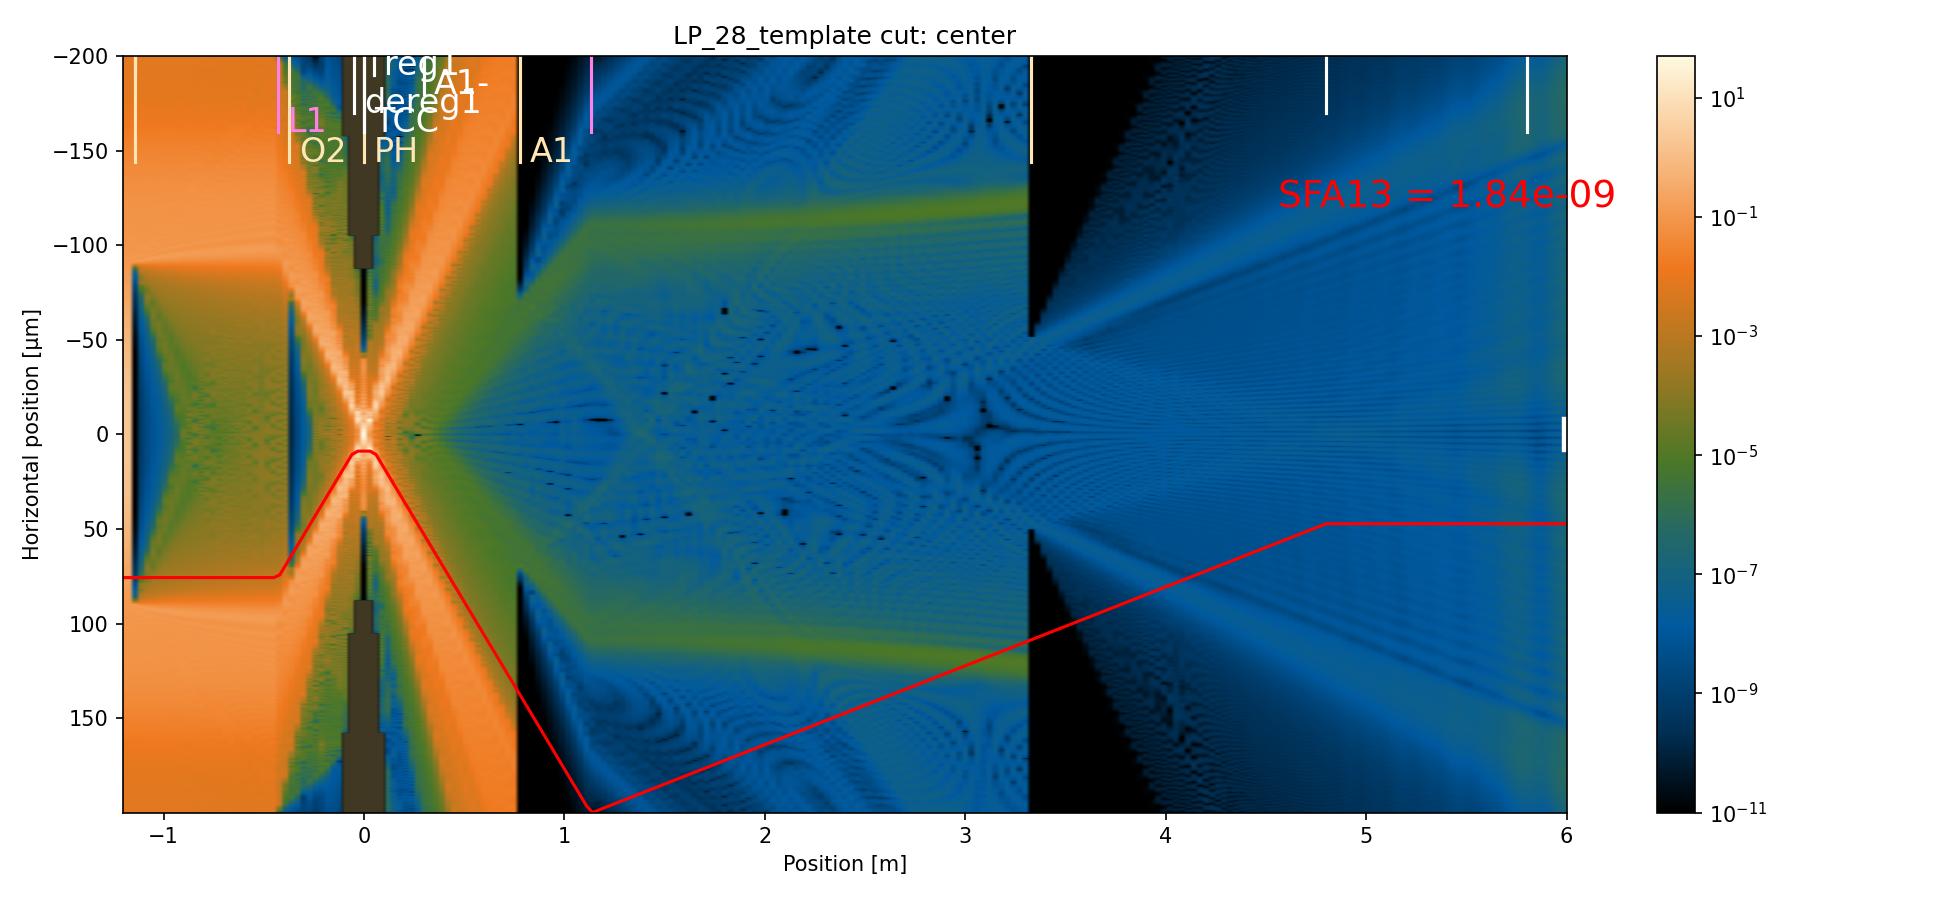 LP_28_template cut: center
reg1
A1-
dereg1
L1
TCC
O2
PH
A1
SFA13 = 1.84e-09
−200
−150
−100
−50
0
50
100
150
Horizontal position [µm]
−1
0
1
2
3
4
5
6
Position [m]
10¹
10⁻¹
10⁻³
10⁻⁵
10⁻⁷
10⁻⁹
10⁻¹¹